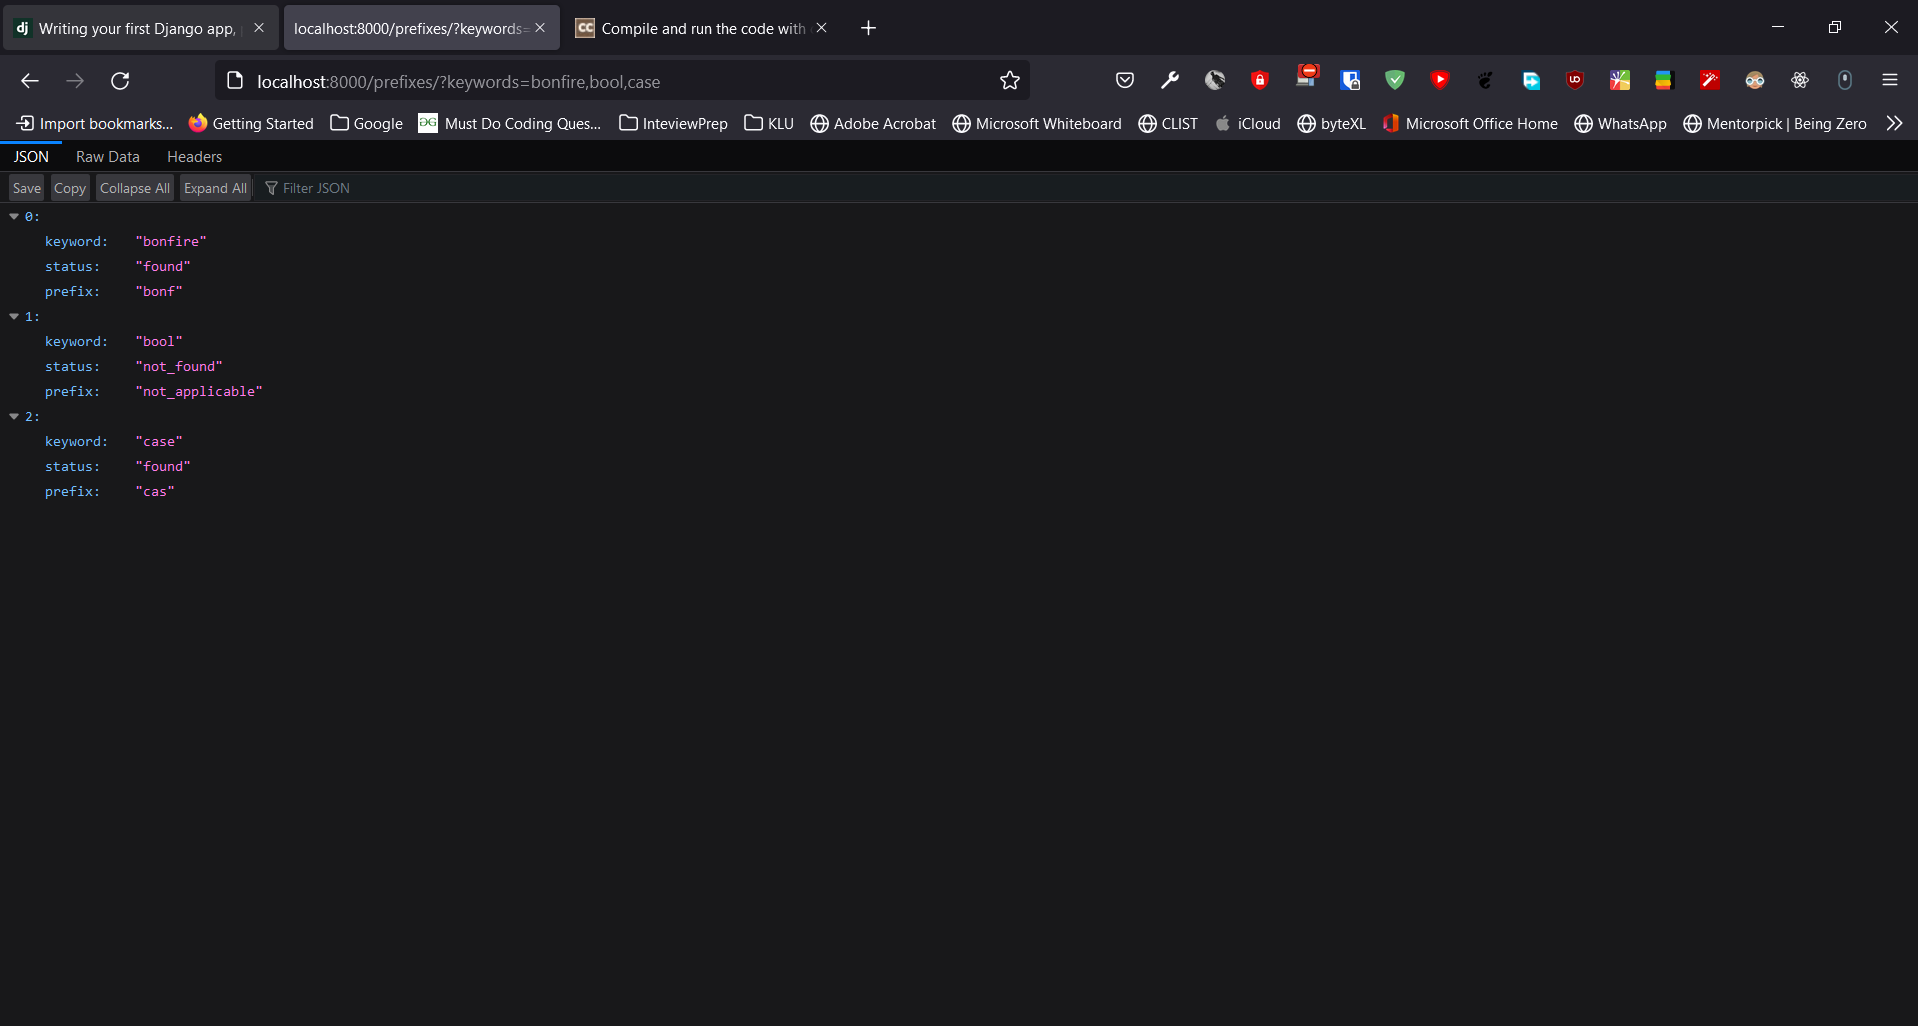 dj Writing your first Django app,
localhost:8000/prefixes/?keywords=
CC Compile and run the code with
localhost:8000/prefixes/?keywords=bonfire,bool,case
Import bookmarks... Getting Started Google GG Must Do Coding Ques... InteviewPrep KLU Adobe Acrobat Microsoft Whiteboard CLIST iCloud byteXL Microsoft Office Home WhatsApp Mentorpick | Being Zero
JSON Raw Data Headers
Save Copy Collapse All Expand All Filter JSON
0:
keyword: "bonfire"
status: "found"
prefix: "bonf"
1:
keyword: "bool"
status: "not_found"
prefix: "not_applicable"
2:
keyword: "case"
status: "found"
prefix: "cas"